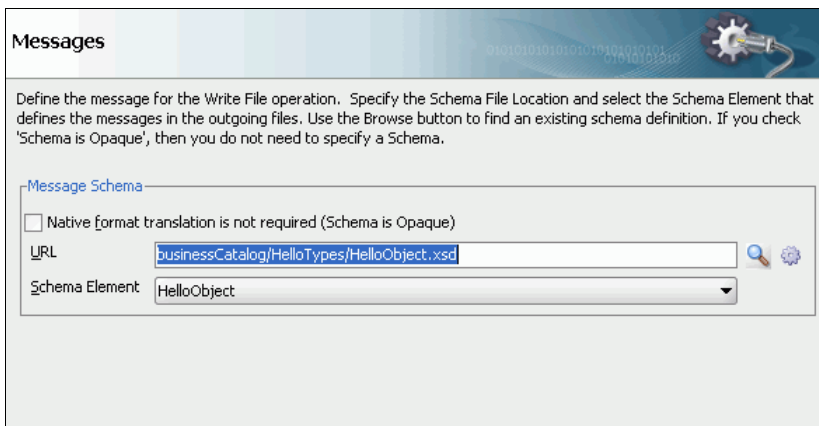 Messages
Define the message for the Write File operation. Specify the Schema File Location and select the Schema Element that
defines the messages in the outgoing files. Use the Browse button to find an existing schema definition. If you check
'Schema is Opaque', then you do not need to specify a Schema.
Message Schema
Native format translation is not required (Schema is Opaque)
URL
businessCatalog/HelloTypes/HelloObject.xsd
Schema Element
HelloObject